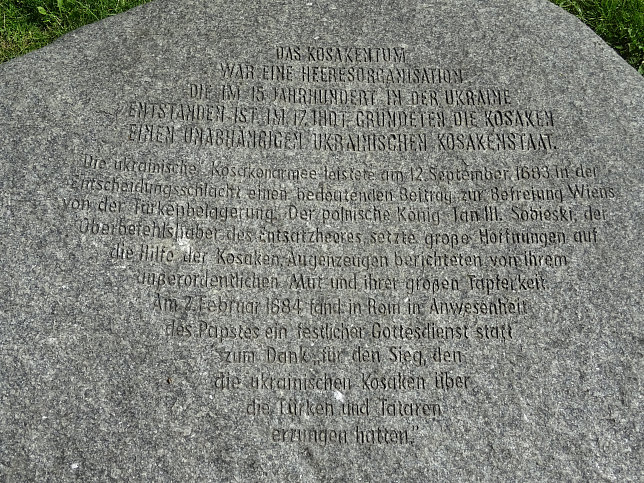 DAS KOSAKENTUM
WAR EINE HEERESORGANISATION
DIE IM 15. JAHRHUNDERT IN DER UKRAINE
ENTSTANDEN IST. IM 17. JHDT. GRÜNDETEN DIE KOSAKEN
EINEN UNABHÄNGIGEN UKRAINISCHEN KOSAKENSTAAT.
Die ukrainische Kosakenarmee leistete am 12. September 1683 in der
Entscheidungsschlacht einen bedeutenden Beitrag zur Befreiung Wiens
von der Türkenbelagerung. Der polnische König Jan III. Sobieski, der
Oberbefehlshaber des Entsatzheeres, setzte große Hoffnungen auf
die Hilfe der Kosaken. Augenzeugen berichteten von ihrem
außerordentlichen Mut und ihrer großen Tapferkeit.
Am 2. Februar 1684 fand in Rom in Anwesenheit
des Papstes ein festlicher Gottesdienst statt
zum Dank „für den Sieg, den
die ukrainischen Kosaken über
die Türken und Tataren
errungen hatten."